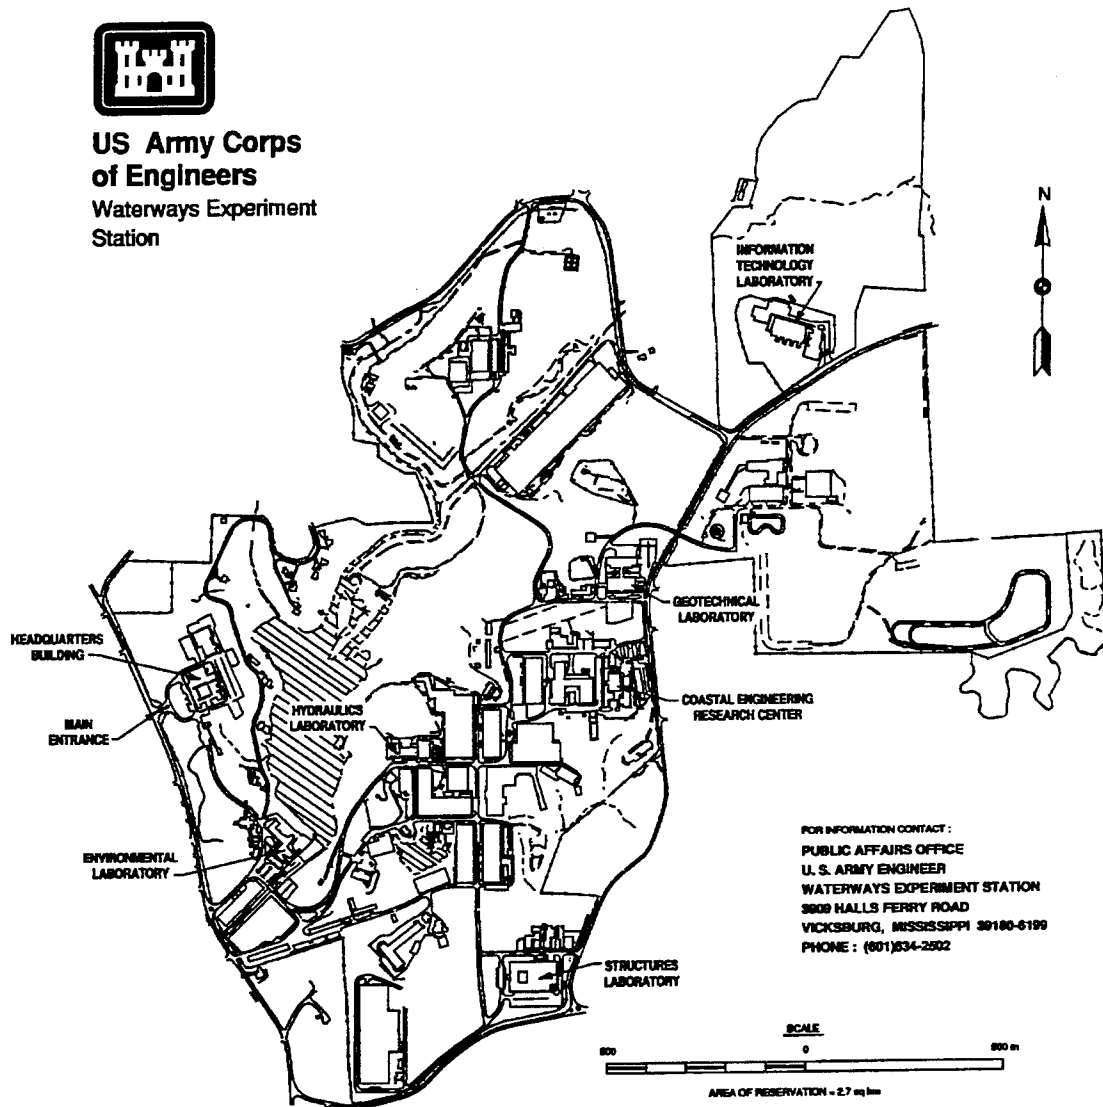 US Army Corps
of Engineers
Waterways Experiment
Station
N
INFORMATION
TECHNOLOGY
LABORATORY
GEOTECHNICAL
LABORATORY
HEADQUARTERS
BUILDING
HYDRAULICS
LABORATORY
COASTAL ENGINEERING
RESEARCH CENTER
MAIN
ENTRANCE
ENVIRONMENTAL
LABORATORY
STRUCTURES
LABORATORY
FOR INFORMATION CONTACT :
PUBLIC AFFAIRS OFFICE
U. S. ARMY ENGINEER
WATERWAYS EXPERIMENT STATION
3909 HALLS FERRY ROAD
VICKSBURG, MISSISSIPPI 39180-6199
PHONE : (601)634-2502
SCALE
500 0 500 m
AREA OF RESERVATION = 2.7 sq km